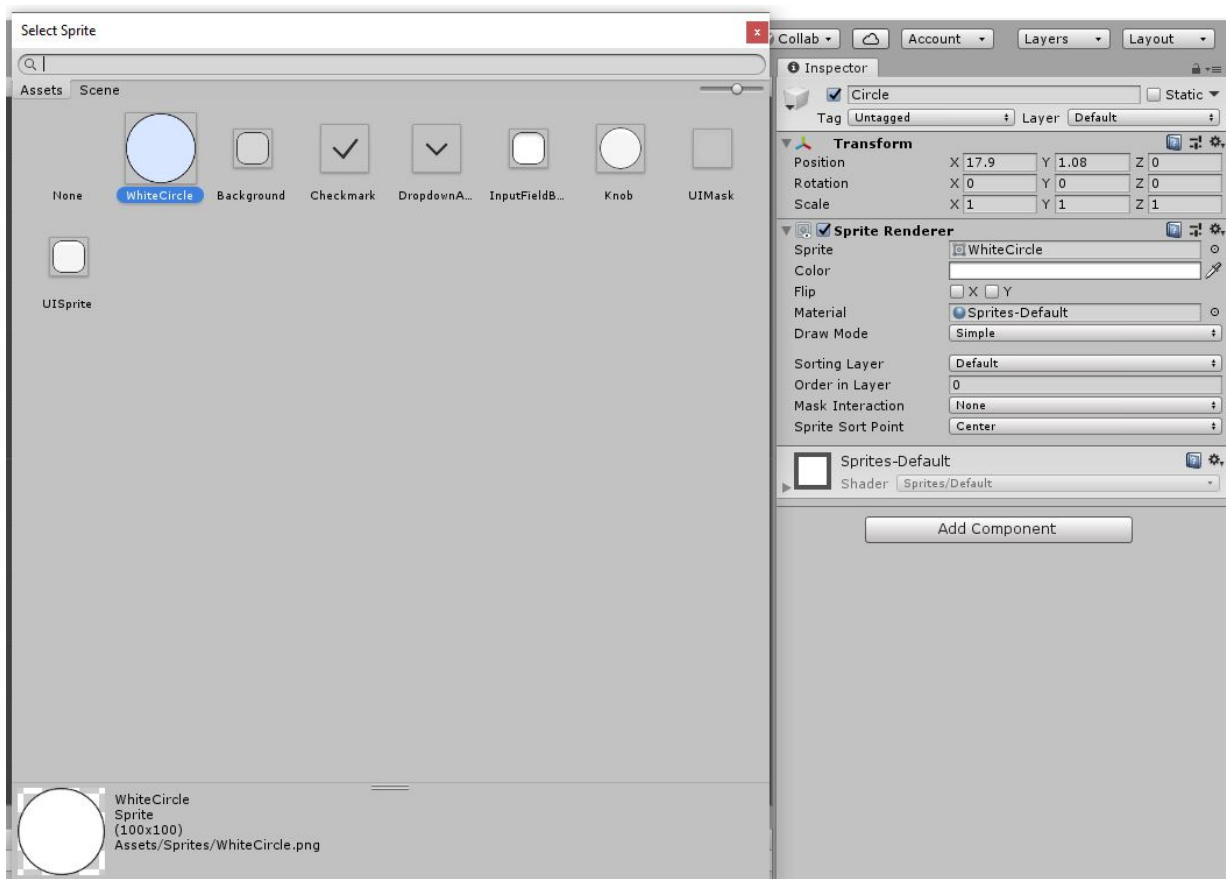 Select Sprite
Assets Scene
None WhiteCircle Background Checkmark DropdownA... InputFieldB... Knob UIMask
UISprite
WhiteCircle
Sprite
(100x100)
Assets/Sprites/WhiteCircle.png
Collab Account Layers Layout
Inspector
Circle Static
Tag Untagged Layer Default
Transform
Position X 17.9 Y 1.08 Z 0
Rotation X 0 Y 0 Z 0
Scale X 1 Y 1 Z 1
Sprite Renderer
Sprite WhiteCircle
Color
Flip X Y
Material Sprites-Default
Draw Mode Simple
Sorting Layer Default
Order in Layer 0
Mask Interaction None
Sprite Sort Point Center
Sprites-Default
Shader Sprites/Default
Add Component